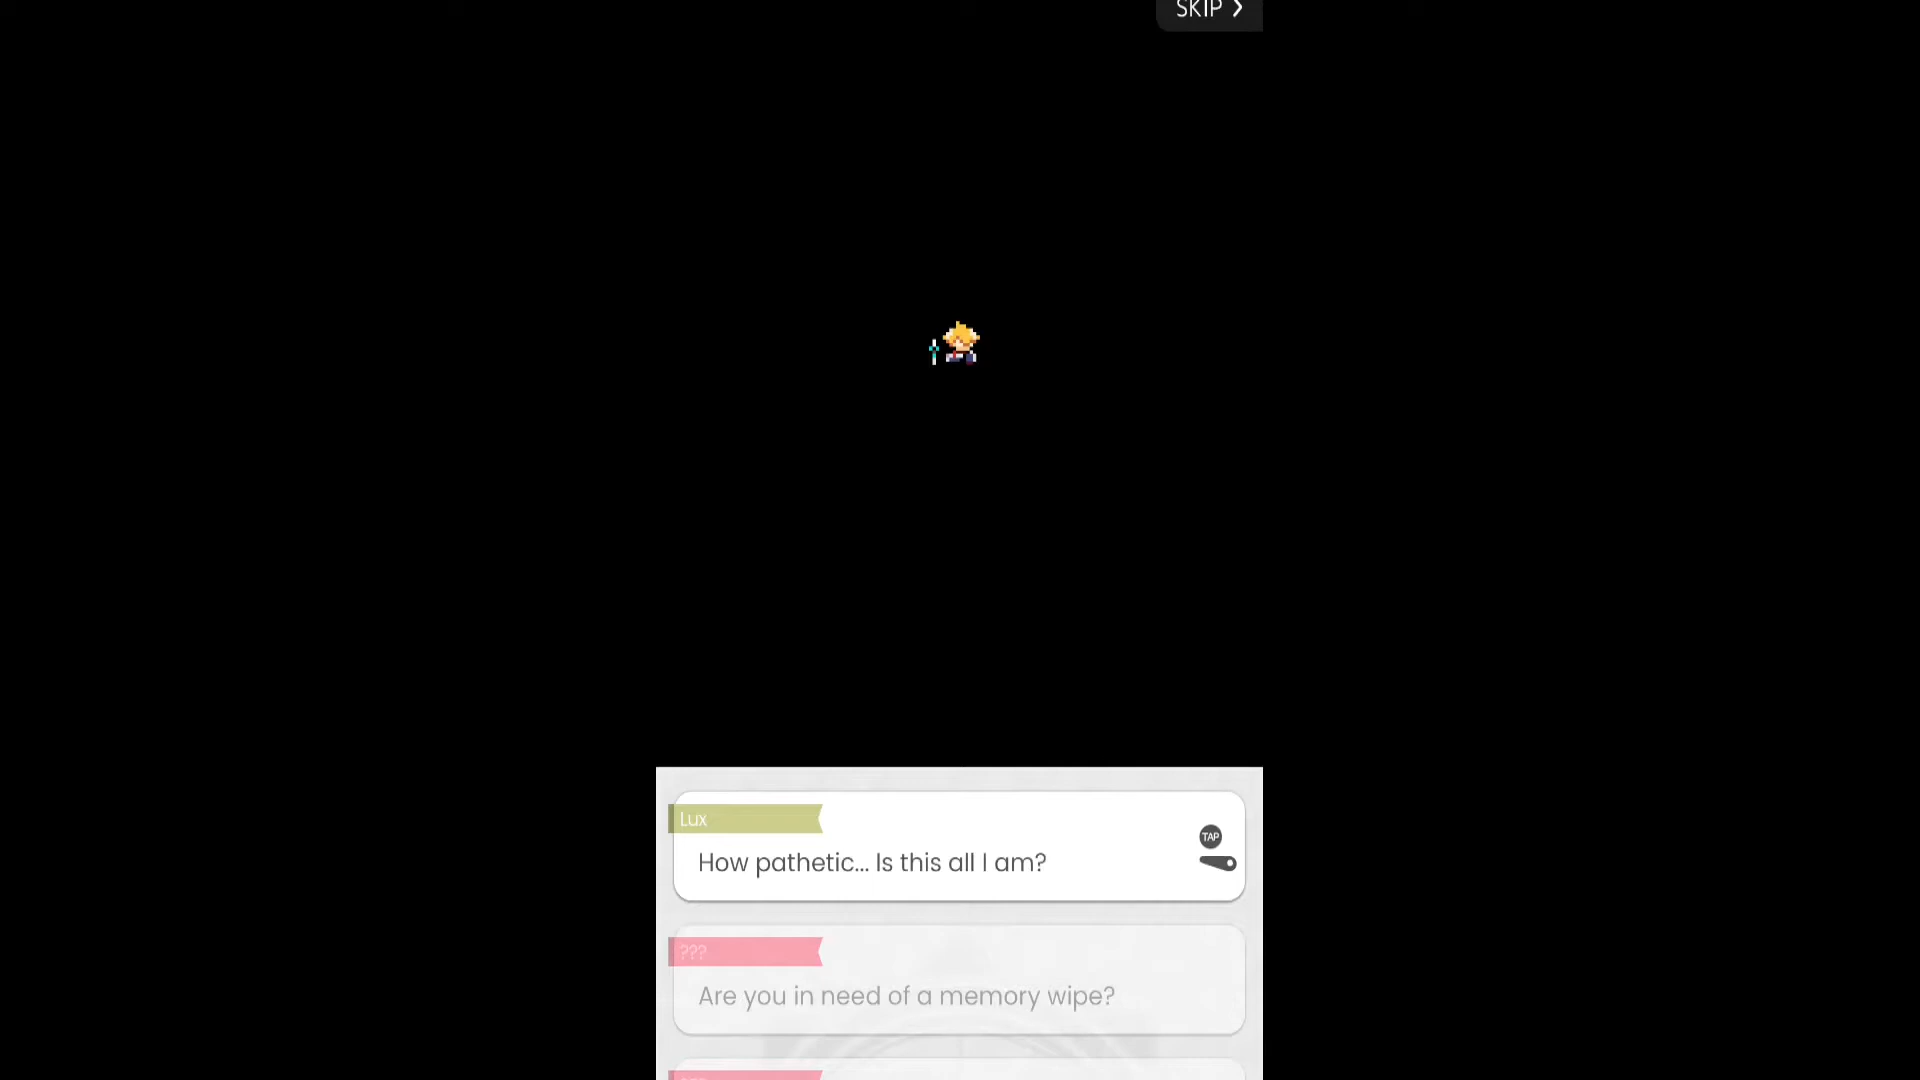 SKIP
Lux
How pathetic... Is this all I am?
TAP
???
Are you in need of a memory wipe?